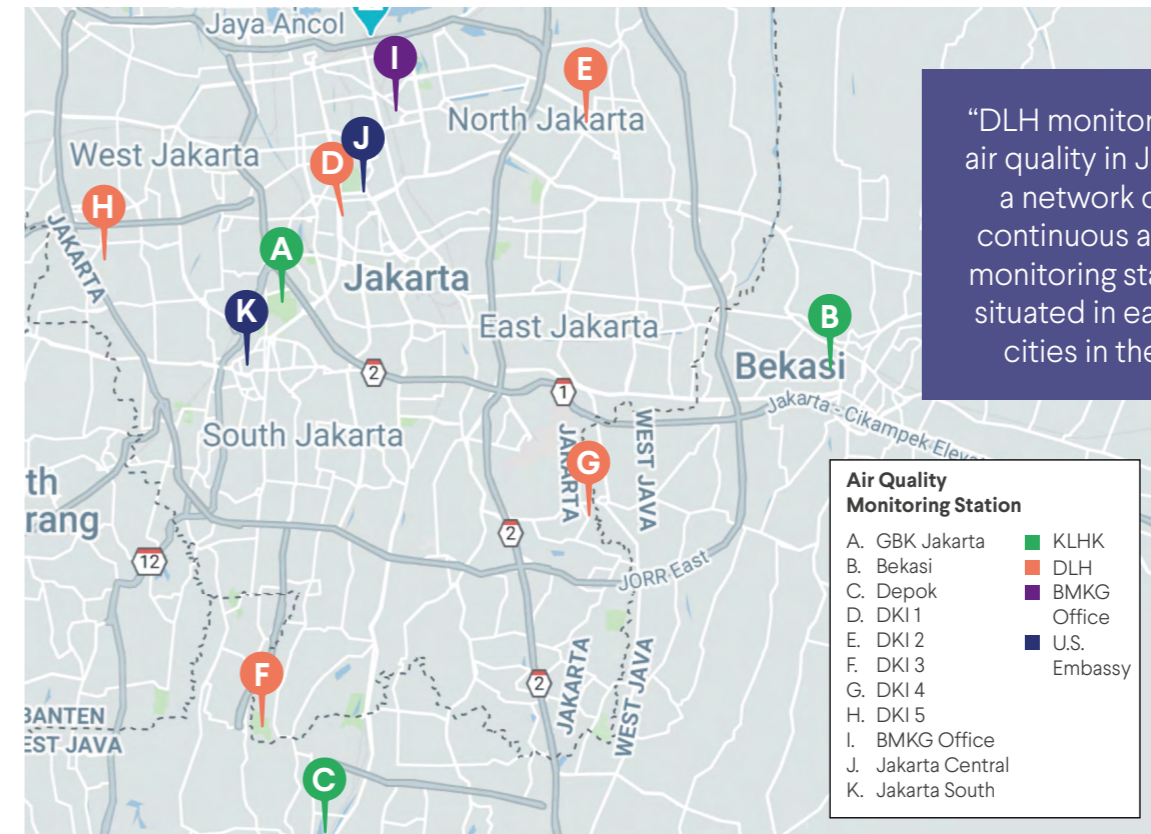 Jaya Ancol
I
E
North Jakarta
J
West Jakarta
D
H
JAKARTA
A
Jakarta
K
East Jakarta
B
Bekasi
2
1
Jakarta - Cikampek Eleva
South Jakarta
JAKARTA
WEST JAVA
G
th
rang
2
12
JORR East
F
2
JAKARTA
WEST JAVA
BANTEN
EST JAVA
C
“DLH monitor
air quality in J
a network o
continuous a
monitoring sta
situated in ea
cities in the
Air Quality
Monitoring Station
A. GBK Jakarta
B. Bekasi
C. Depok
D. DKI 1
E. DKI 2
F. DKI 3
G. DKI 4
H. DKI 5
I. BMKG Office
J. Jakarta Central
K. Jakarta South
KLHK
DLH
BMKG
Office
U.S.
Embassy